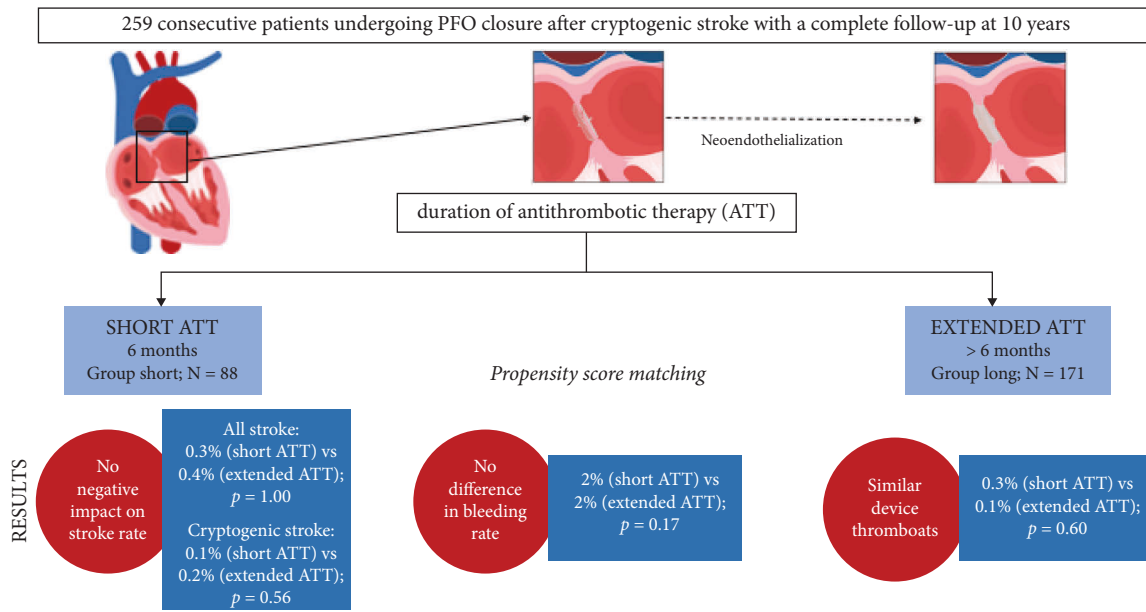 259 consecutive patients undergoing PFO closure after cryptogenic stroke with a complete follow-up at 10 years
Neoendothelialization
duration of antithrombotic therapy (ATT)
SHORT ATT
6 months
Group short; N = 88
Propensity score matching
EXTENDED ATT
> 6 months
Group long; N = 171
RESULTS
No
negative
impact on
stroke rate
All stroke:
0.3% (short ATT) vs
0.4% (extended ATT);
p = 1.00
Cryptogenic stroke:
0.1% (short ATT) vs
0.2% (extended ATT);
p = 0.56
No
difference
in bleeding
rate
2% (short ATT) vs
2% (extended ATT);
p = 0.17
Similar
device
thromboats
0.3% (short ATT) vs
0.1% (extended ATT);
p = 0.60